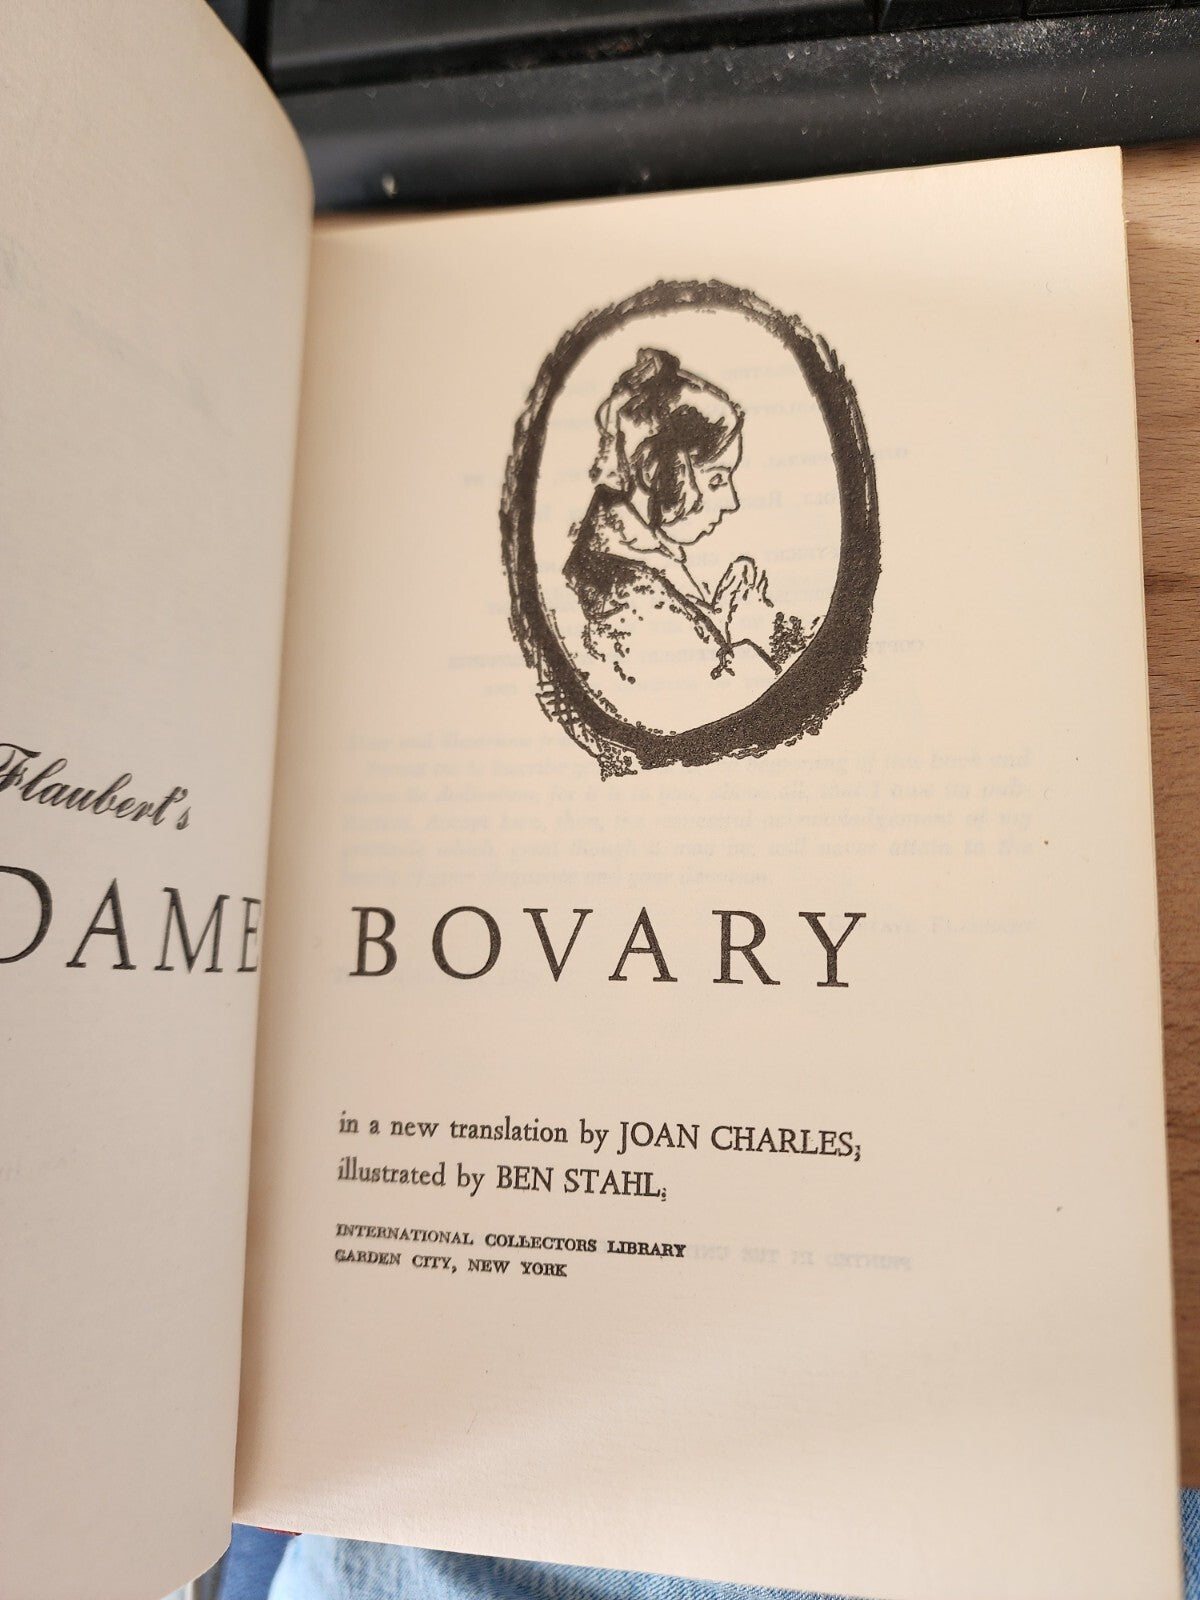 Flaubert's
DAME BOVARY
in a new translation by JOAN CHARLES;
illustrated by BEN STAHL;
INTERNATIONAL COLLECTORS LIBRARY
GARDEN CITY, NEW YORK